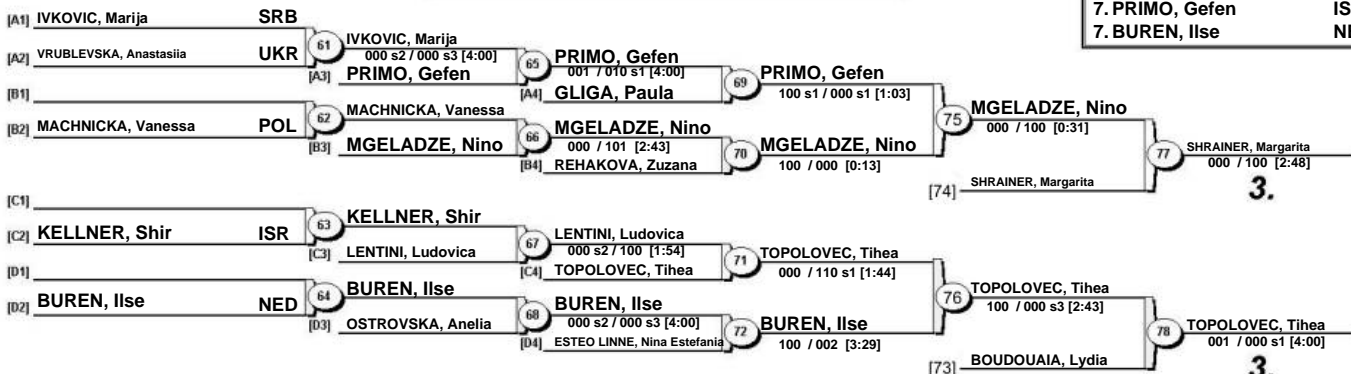 7. PRIMO, Gefen IS
7. BUREN, Ilse NE
[A1] IVKOVIC, Marija SRB
[A2] VRUBLEVSKA, Anastasiia UKR
61
IVKOVIC, Marija
000 s2 / 000 s3 [4:00]
[A3] PRIMO, Gefen
65
PRIMO, Gefen
001 / 010 s1 [4:00]
[A4] GLIGA, Paula
69
PRIMO, Gefen
100 s1 / 000 s1 [1:03]
[B1]
[B2] MACHNICKA, Vanessa POL
62
MACHNICKA, Vanessa
[B3] MGELADZE, Nino
66
MGELADZE, Nino
000 / 101 [2:43]
[B4] REHAKOVA, Zuzana
70
MGELADZE, Nino
100 / 000 [0:13]
75
MGELADZE, Nino
000 / 100 [0:31]
[74] SHRAINER, Margarita
77
SHRAINER, Margarita
000 / 100 [2:48]
3.
[C1]
[C2] KELLNER, Shir ISR
63
KELLNER, Shir
[C3] LENTINI, Ludovica
67
LENTINI, Ludovica
000 s2 / 100 [1:54]
[C4] TOPOLOVEC, Tihea
71
TOPOLOVEC, Tihea
000 / 110 s1 [1:44]
[D1]
[D2] BUREN, Ilse NED
64
BUREN, Ilse
[D3] OSTROVSKA, Anelia
68
BUREN, Ilse
000 s2 / 000 s3 [4:00]
[D4] ESTEO LINNE, Nina Estefania
72
BUREN, Ilse
100 / 002 [3:29]
76
TOPOLOVEC, Tihea
100 / 000 s3 [2:43]
[73] BOUDOUAIA, Lydia
78
TOPOLOVEC, Tihea
001 / 000 s1 [4:00]
3.